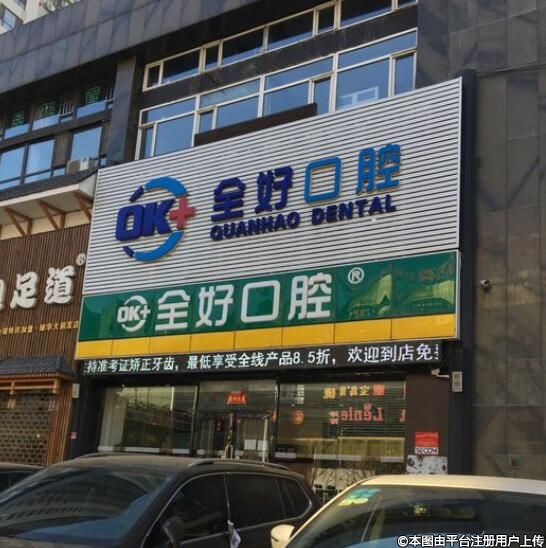 OK+ 全好口腔
QUANHAO DENTAL
OK+ 全好口腔®
足道®
持准考证矫正牙齿，最低享受全线产品8.5折，欢迎到店免
Lenle
©本图由平台注册用户上传